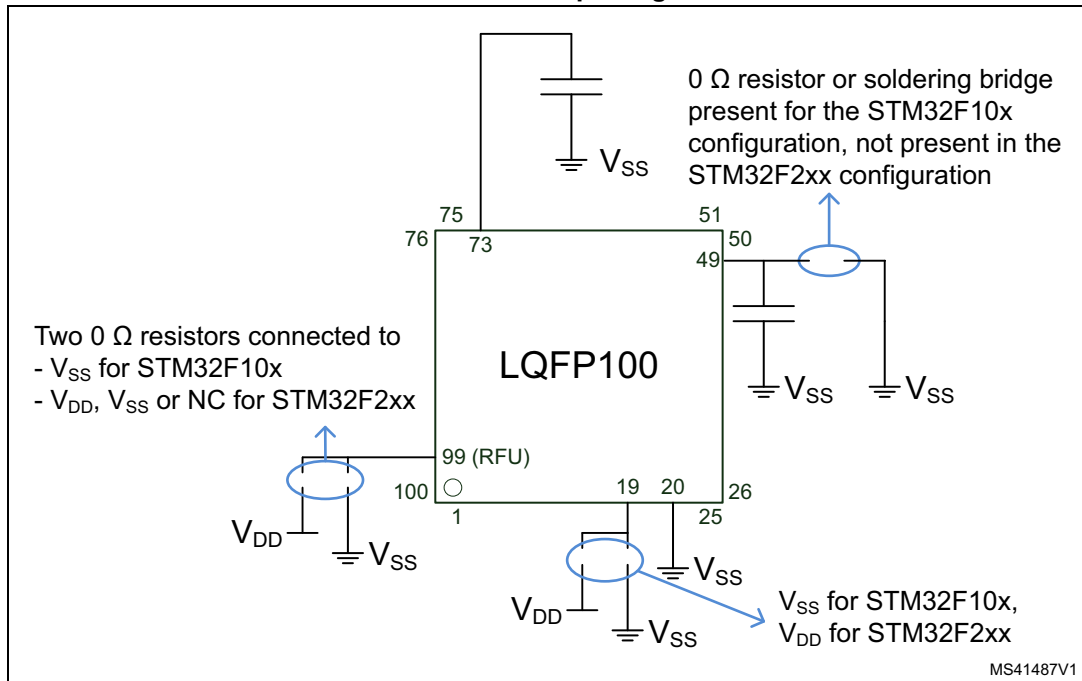 V_SS
0 Ω resistor or soldering bridge
present for the STM32F10x
configuration, not present in the
STM32F2xx configuration
75
51
76
73
50
49
Two 0 Ω resistors connected to
- V_SS for STM32F10x
- V_DD, V_SS or NC for STM32F2xx
LQFP100
V_SS
V_SS
99 (RFU)
100
19
20
26
1
25
V_DD
V_SS
V_SS
V_DD
V_SS
V_SS for STM32F10x,
V_DD for STM32F2xx
MS41487V1